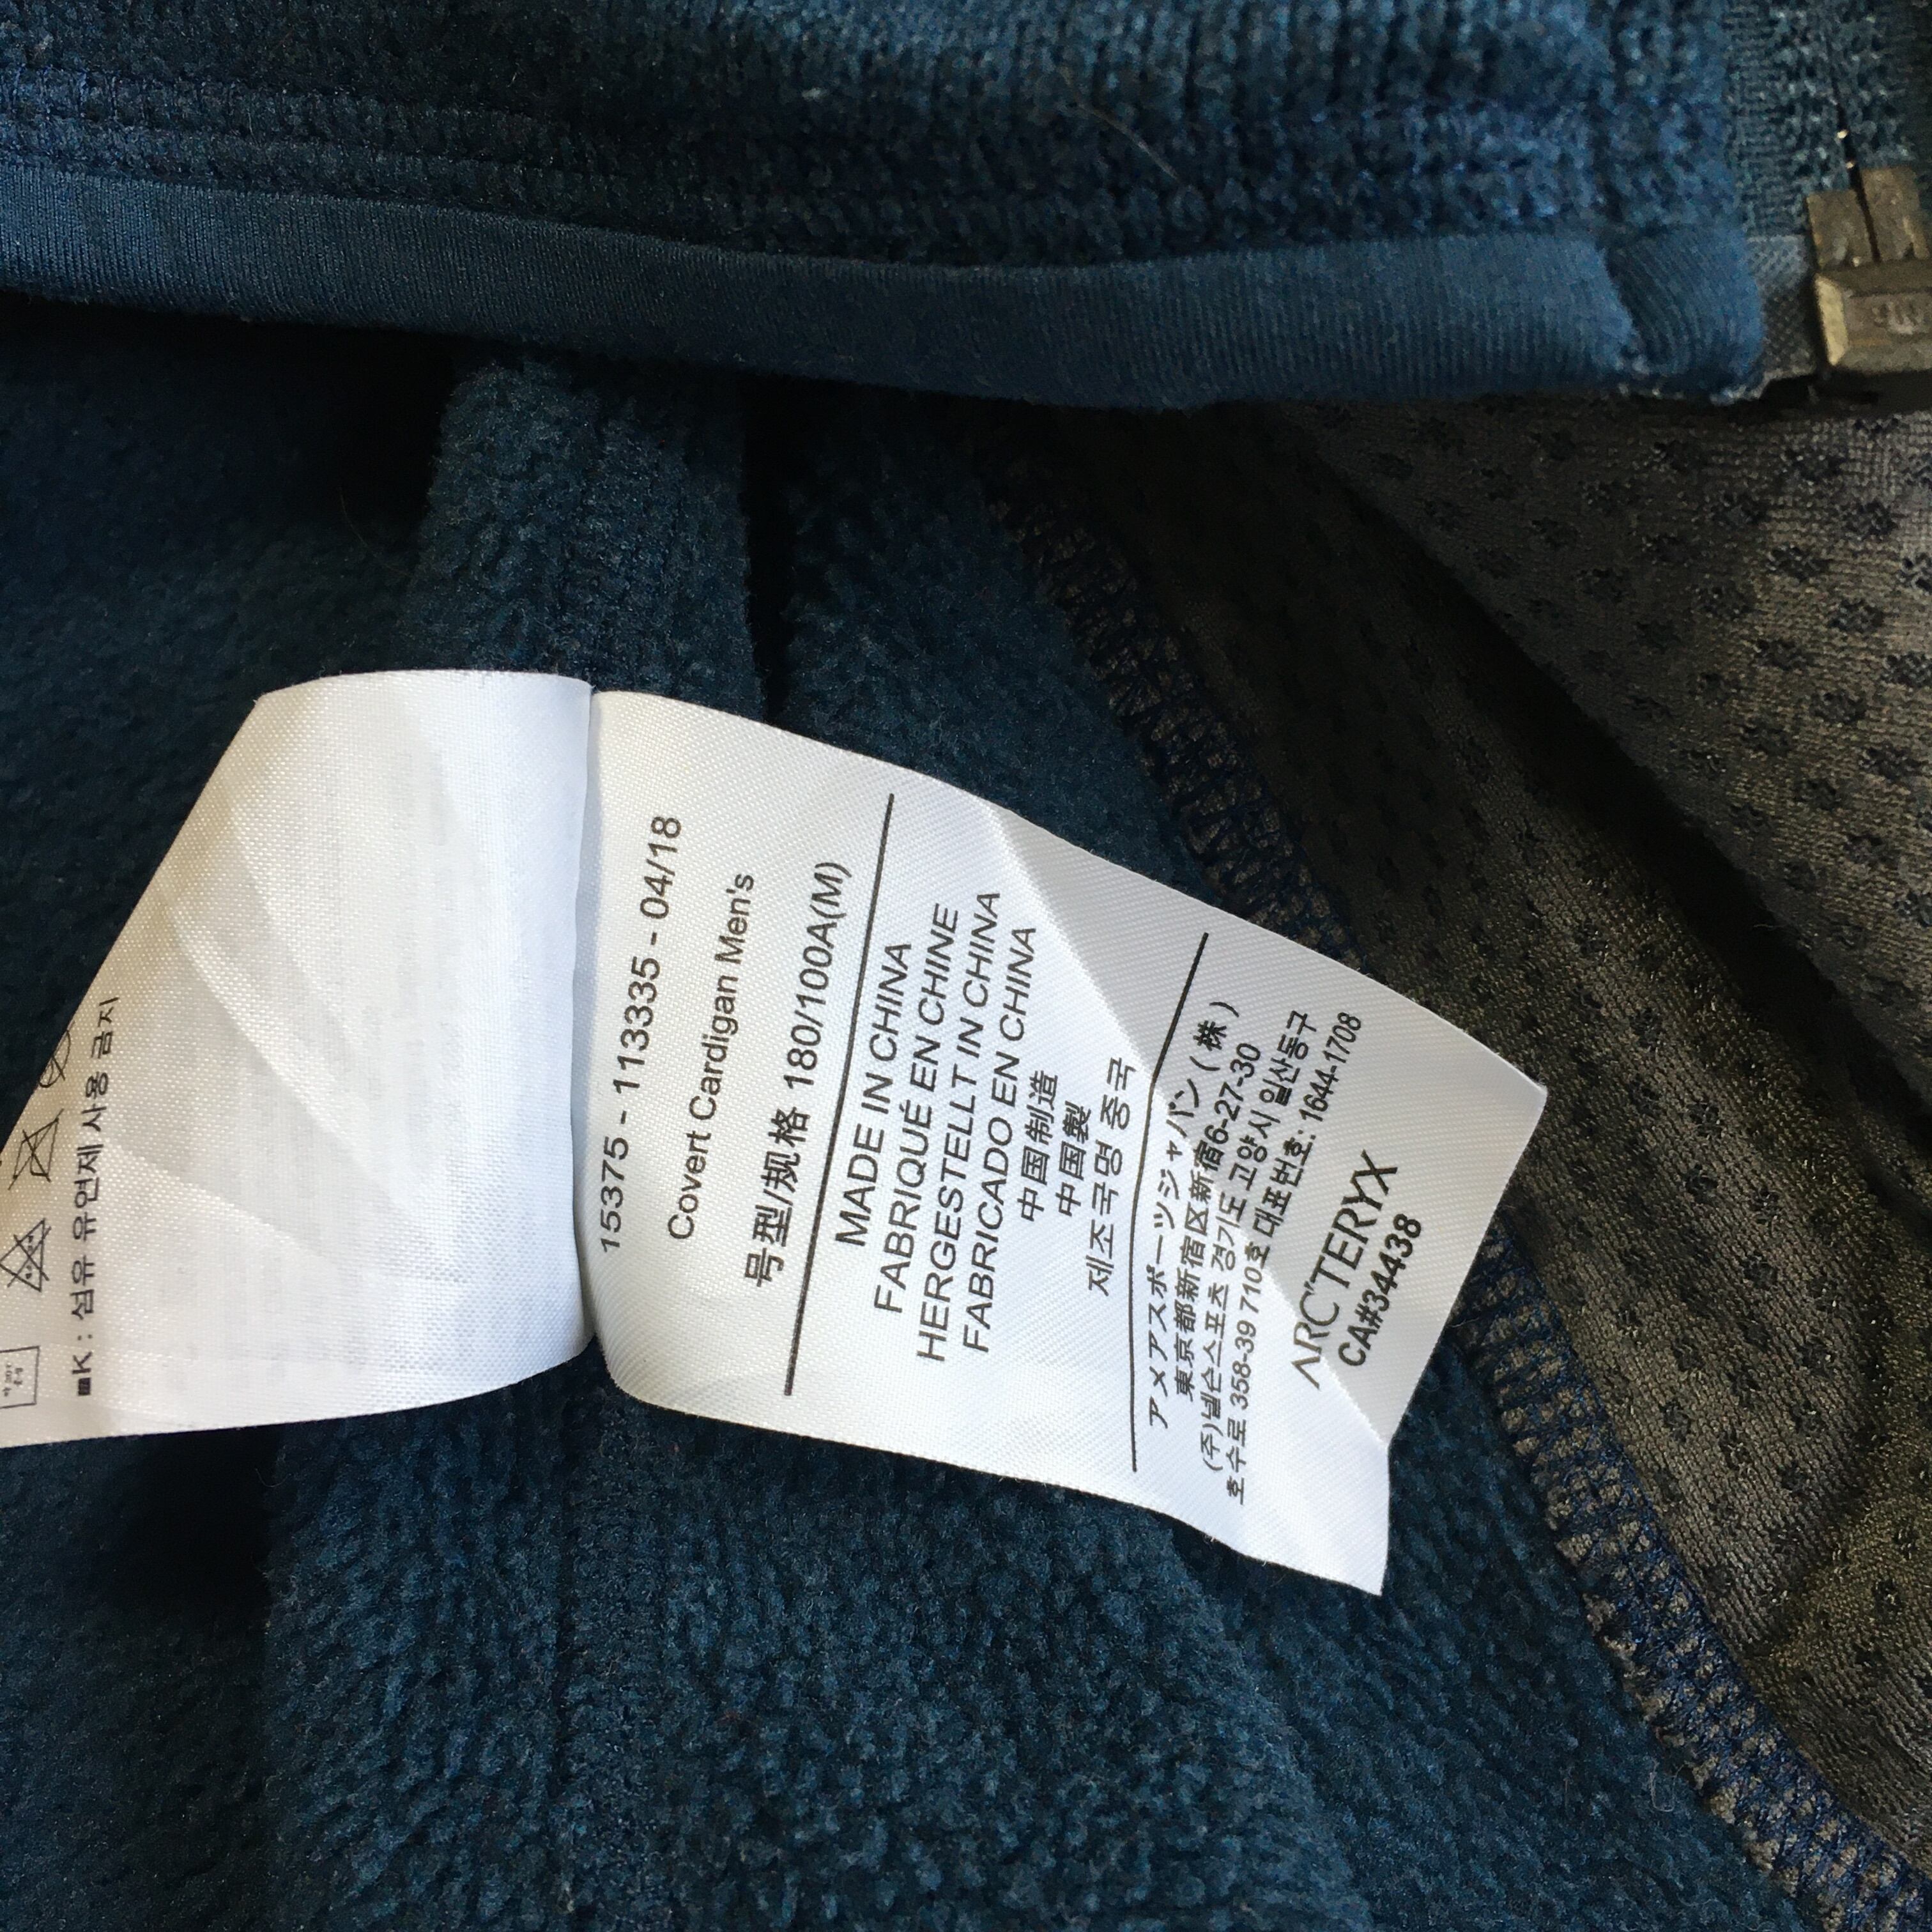 ■K : 섬유 유연제 사용 금지
15375 - 113335 - 04/18
Covert Cardigan Men's
号型/规格 180/100A(M)
MADE IN CHINA
FABRIQUÉ EN CHINE
HERGESTELLT IN CHINA
FABRICADO EN CHINA
中国制造
中国製
제조국명 중국
アメアスポーツジャパン(株)
東京都新宿区新宿6-27-30
(주)넬슨스포츠 경기도 고양시 일산동구
호수로 358-39 710호 대표번호: 1644-1708
ARC'TERYX
CA#34438